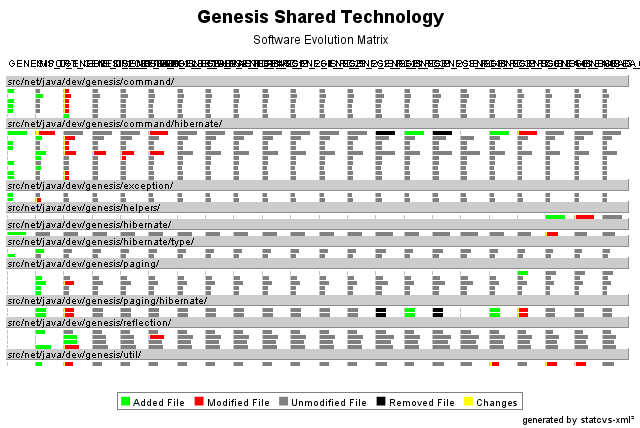 Genesis Shared Technology
Software Evolution Matrix
src/net/java/dev/genesis/command/
src/net/java/dev/genesis/command/hibernate/
src/net/java/dev/genesis/exception/
src/net/java/dev/genesis/helpers/
src/net/java/dev/genesis/hibernate/
src/net/java/dev/genesis/hibernate/type/
src/net/java/dev/genesis/paging/
src/net/java/dev/genesis/paging/hibernate/
src/net/java/dev/genesis/reflection/
src/net/java/dev/genesis/util/
Added File Modified File Unmodified File Removed File Changes
generated by statcvs-xml²